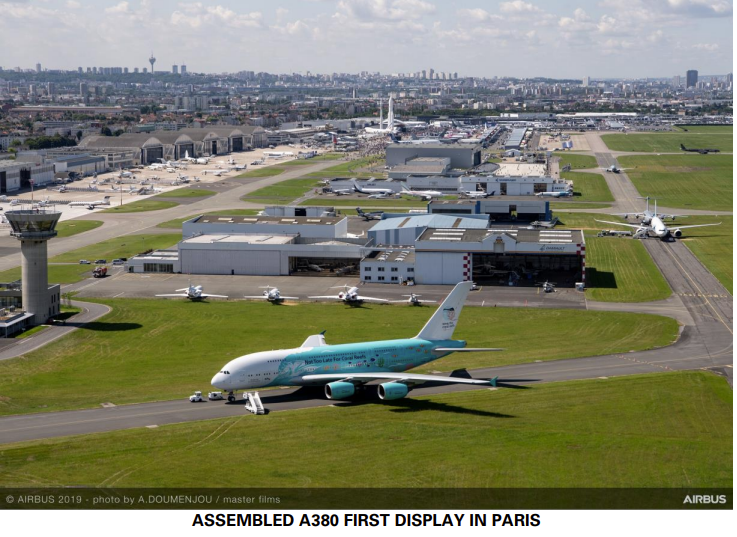 © AIRBUS 2019 - photo by A.DOUMENJOU / master films
AIRBUS
ASSEMBLED A380 FIRST DISPLAY IN PARIS